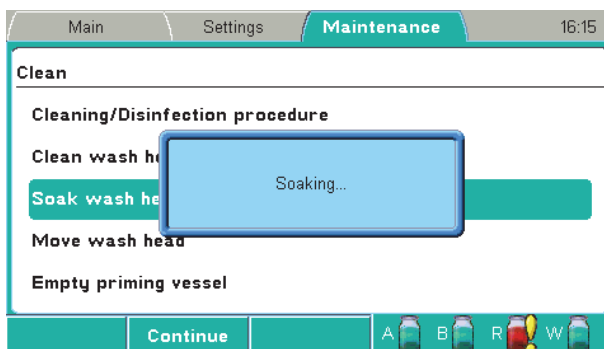 Main Settings Maintenance 16:15
Clean
Cleaning/Disinfection procedure
Clean wash he
Soaking...
Soak wash he
Move wash head
Empty priming vessel
Continue A B R W